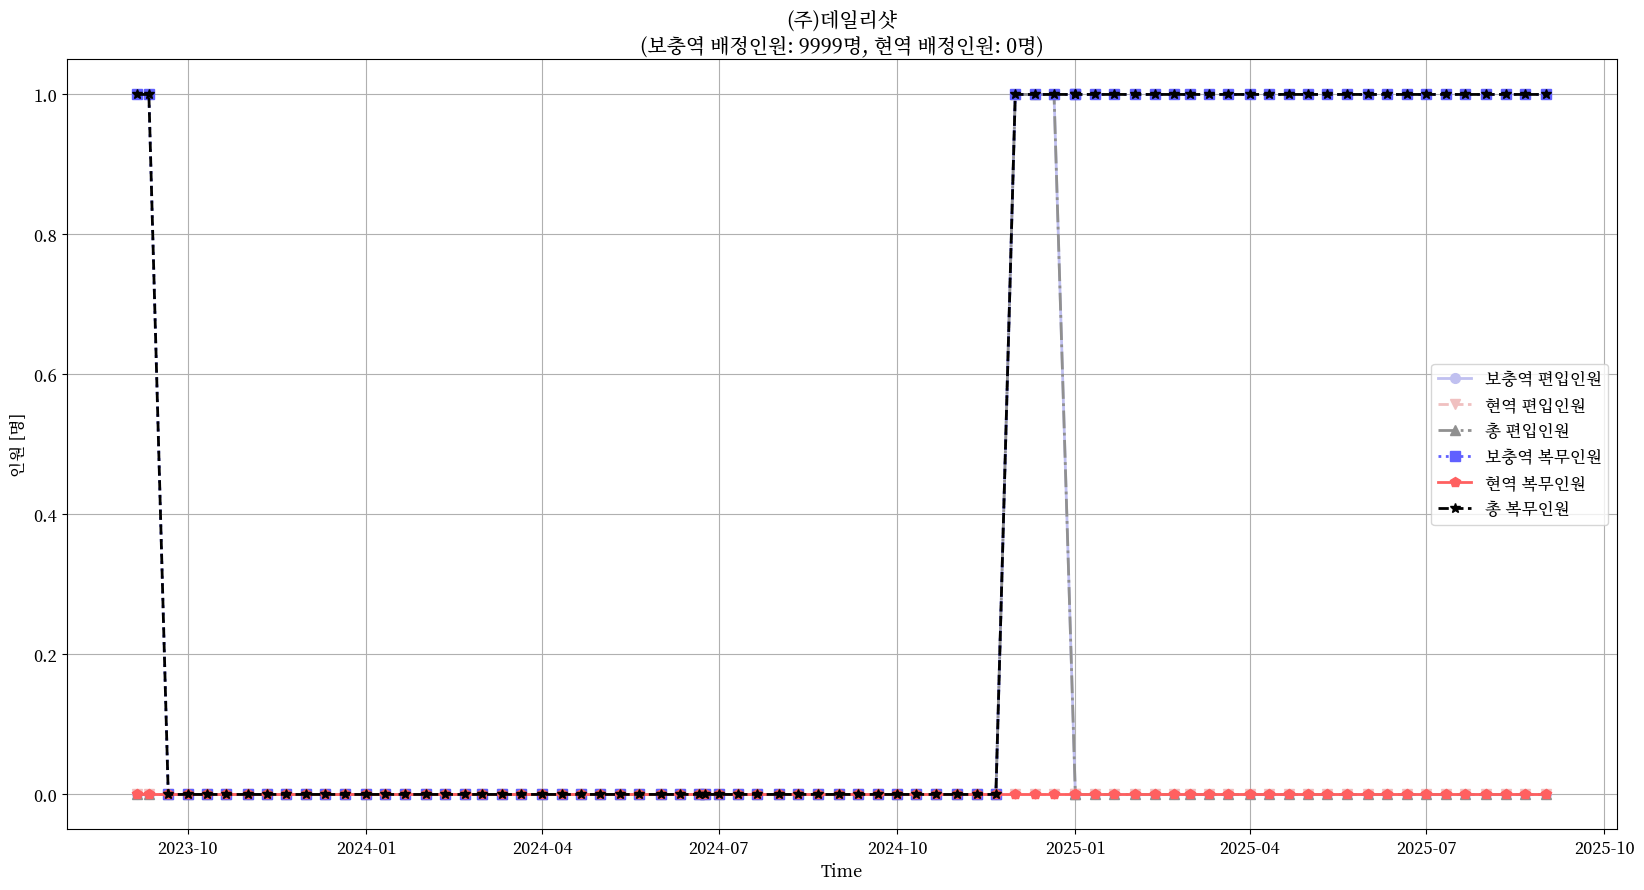 (주)데일리샷
(보충역 배정인원: 9999명, 현역 배정인원: 0명)
인원 [명]
1.0
0.8
0.6
0.4
0.2
0.0
보충역 편입인원
현역 편입인원
총 편입인원
보충역 복무인원
현역 복무인원
총 복무인원
2023-10
2024-01
2024-04
2024-07
2024-10
2025-01
2025-04
2025-07
2025-10
Time